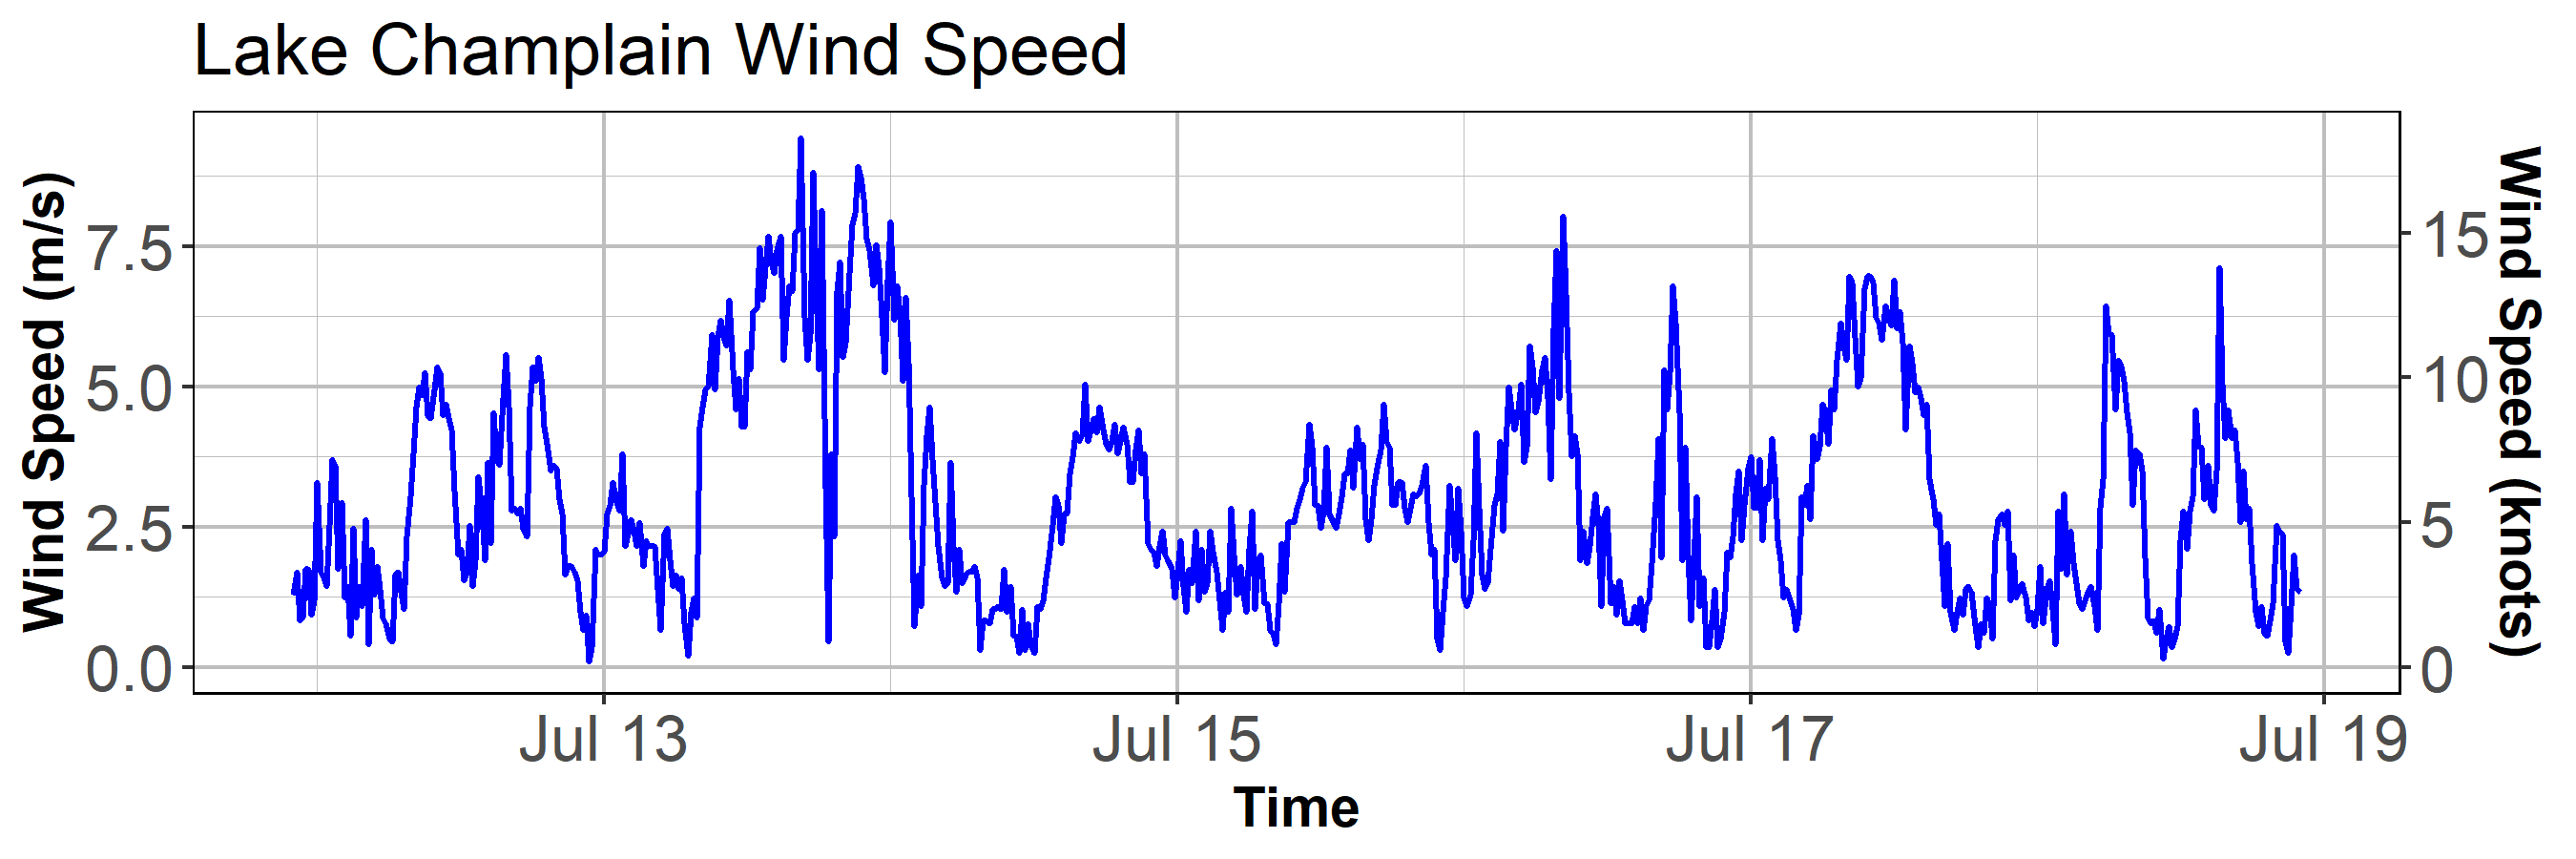 Lake Champlain Wind Speed
Wind Speed (m/s)
7.5
5.0
2.5
0.0
15
10
5
0
Wind Speed (knots)
Jul 13
Jul 15
Jul 17
Jul 19
Time